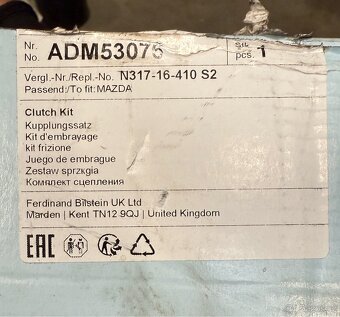 Nr.
No. ADM53076
Stk.
pcs. 1
Vergl.-Nr./Repl.-No. N317-16-410 S2
Passend:/To fit: MAZDA
Clutch Kit
Kupplungssatz
Kit d'embrayage
kit frizione
Juego de embrague
Zestaw sprzęgia
Комплект сцепления
Ferdinand Bilstein UK Ltd
Marden | Kent TN12 9QJ | United Kingdom
EAC